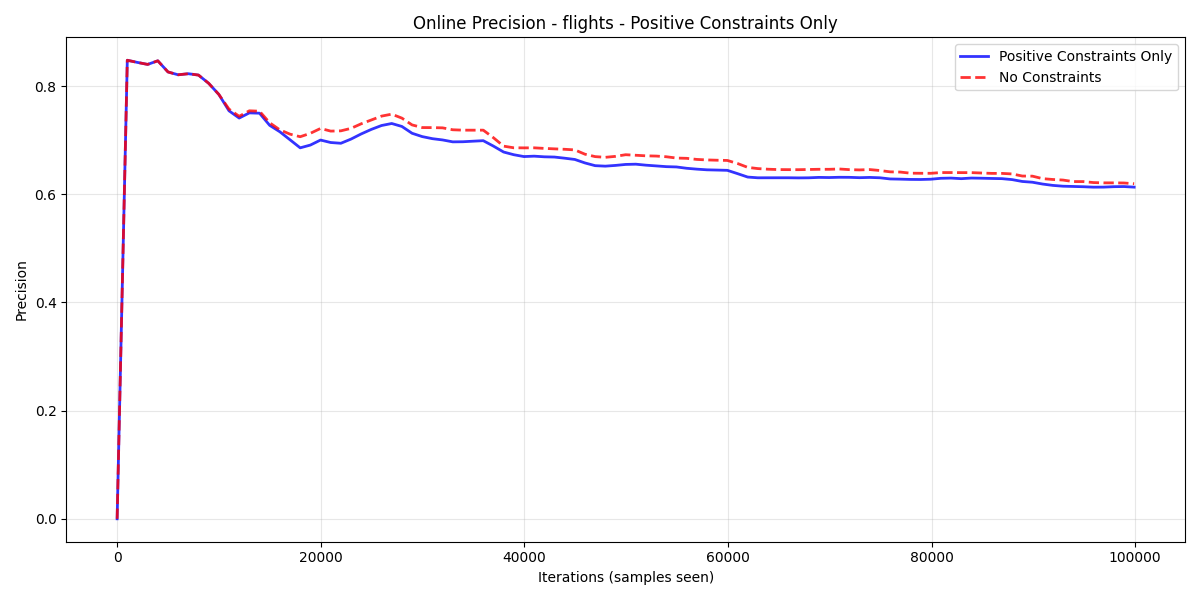 Online Precision - flights - Positive Constraints Only
Positive Constraints Only
No Constraints
0.8
0.6
0.4
0.2
0.0
Precision
0 20000 40000 60000 80000 100000
Iterations (samples seen)